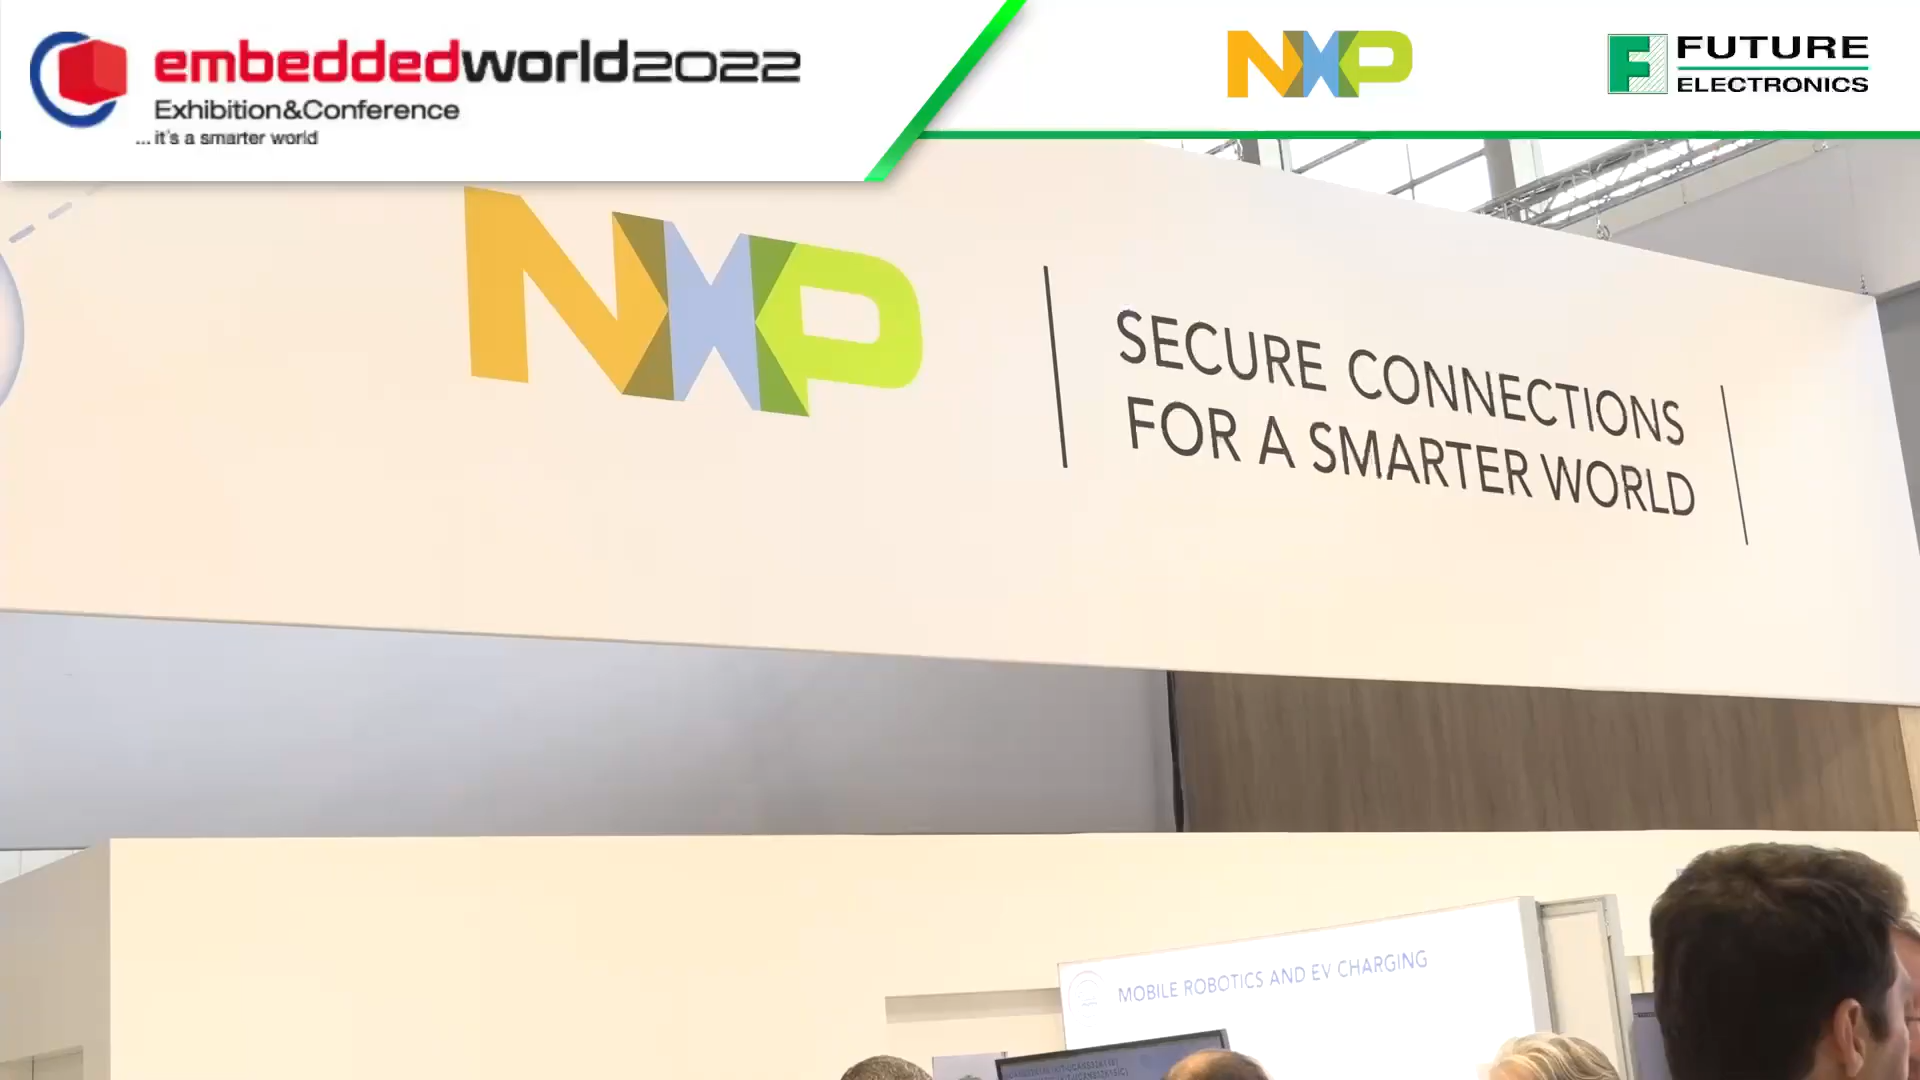 embeddedworld2022
Exhibition&Conference
... it's a smarter world
NXP
FUTURE
ELECTRONICS
NXP
SECURE CONNECTIONS
FOR A SMARTER WORLD
MOBILE ROBOTICS AND EV CHARGING